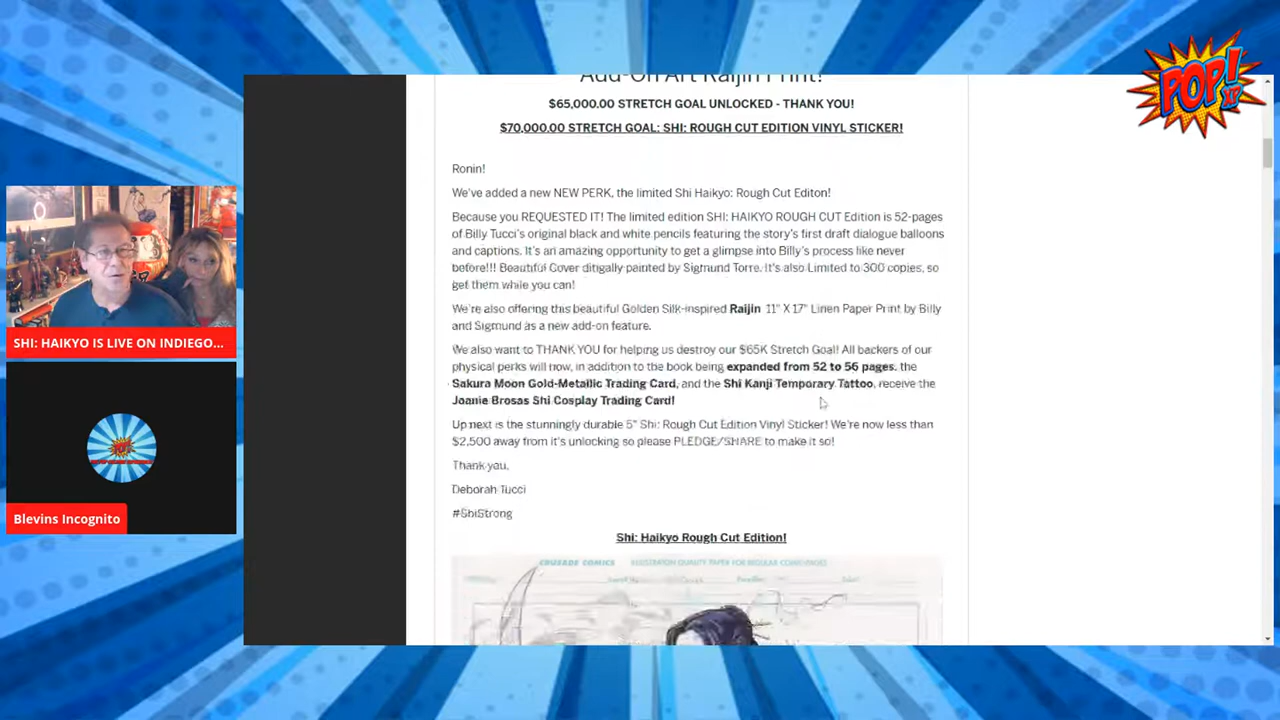 Add-On Art Raijin Print!
$65,000.00 STRETCH GOAL UNLOCKED - THANK YOU!
$70,000.00 STRETCH GOAL: SHI: ROUGH CUT EDITION VINYL STICKER!
Ronin!
We've added a new NEW PERK, the limited Shi Haikyo: Rough Cut Editon!
Because you REQUESTED IT! The limited edition SHI: HAIKYO ROUGH CUT Edition is 52-pages
of Billy Tucci's original black and white pencils featuring the story's first draft dialogue balloons
and captions. It's an amazing opportunity to get a glimpse into Billy's process like never
before!!! Beautiful Cover ditigally painted by Sigmund Torre. It's also Limited to 300 copies, so
get them while you can!
We're also offering this beautiful Golden Silk-inspired Raijin 11" X 17" Linen Paper Print by Billy
and Sigmund as a new add-on feature.
We also want to THANK YOU for helping us destroy our $65K Stretch Goal! All backers of our
physical perks will now, in addition to the book being expanded from 52 to 56 pages, the
Sakura Moon Gold-Metallic Trading Card, and the Shi Kanji Temporary Tattoo, receive the
Joanie Brosas Shi Cosplay Trading Card!
Up next is the stunningly durable 5" Shi: Rough Cut Edition Vinyl Sticker! We're now less than
$2,500 away from it's unlocking so please PLEDGE/SHARE to make it so!
Thank you,
Deborah Tucci
#ShiStrong
Shi: Haikyo Rough Cut Edition!
CRUSADE COMICS ILLUSTRATION QUALITY PAPER FOR REGULAR COMIC PAGES
POP!
XP
SHI: HAIKYO IS LIVE ON INDIEGO...
POP!
Blevins Incognito